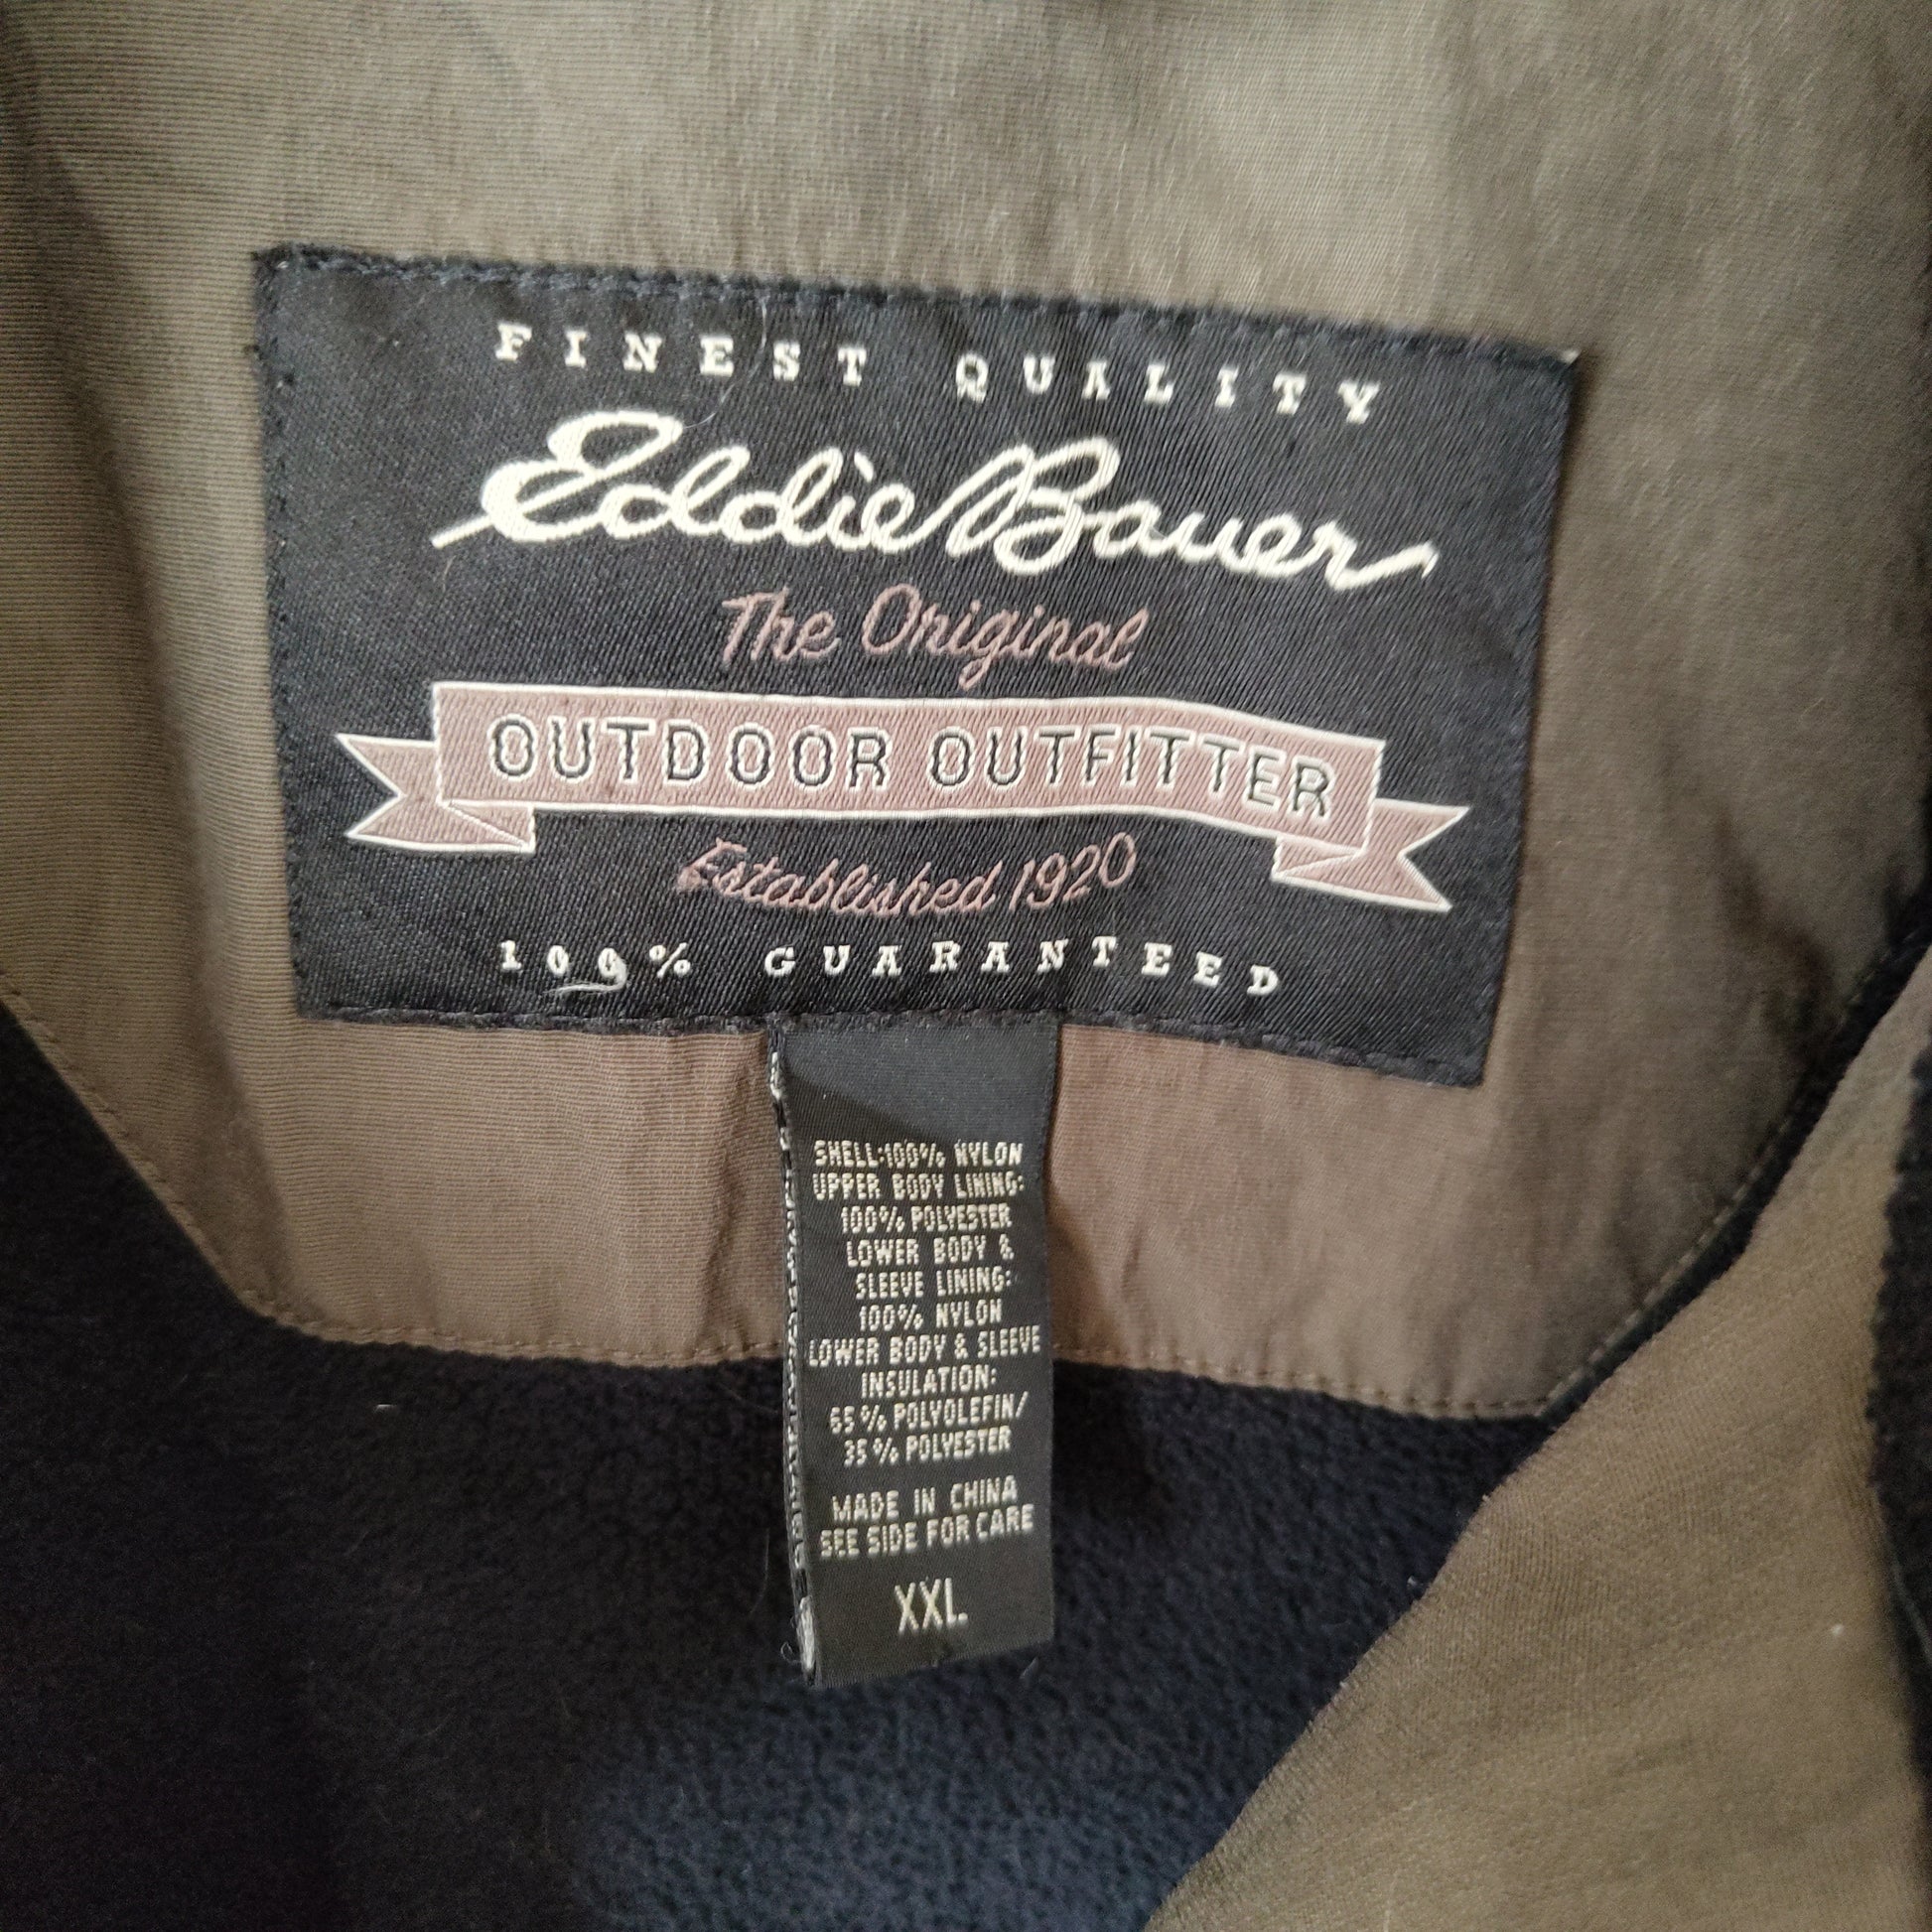 FINEST QUALITY
Eddie Bauer
The Original
OUTDOOR OUTFITTER
Established 1920
100% GUARANTEED
SHELL:100% NYLON
UPPER BODY LINING:
100% POLYESTER
LOWER BODY &
SLEEVE LINING:
100% NYLON
LOWER BODY & SLEEVE
INSULATION:
65% POLYOLEFIN/
35% POLYESTER
MADE IN CHINA
SEE SIDE FOR CARE
XXL